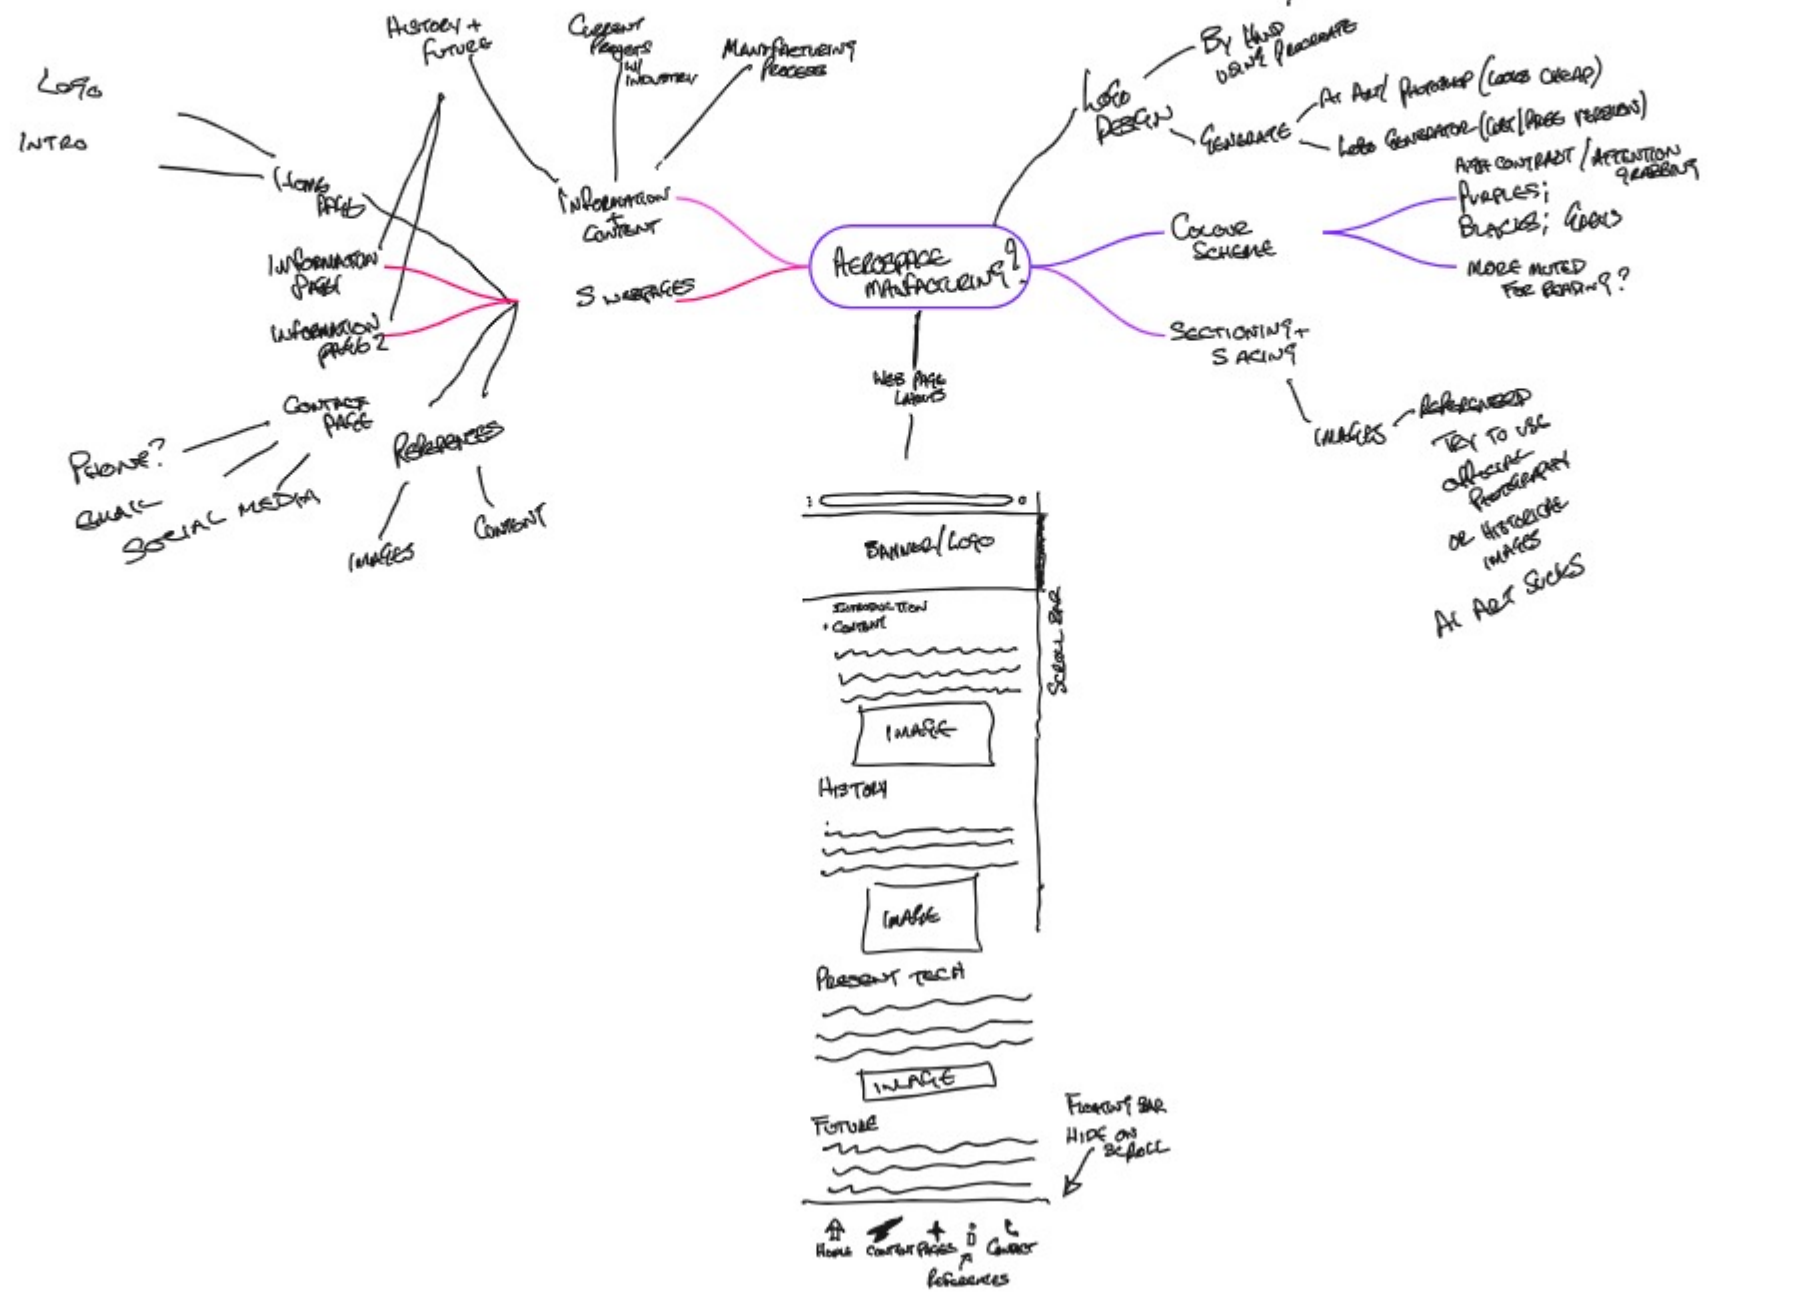 HISTORY +
FUTURE
CURRENT
PROJECTS
W/
INDUSTRY
MANUFACTURING
PROCESS
LOGO
INTRO
HOME
PAGE
INFORMATION
+
CONTENT
INFORMATION
PAGE
INFORMATION
PAGE 2
5 WEBPAGES
CONTACT
PAGE
PHONE?
EMAIL
SOCIAL MEDIA
REFERENCES
IMAGES
CONTENT
AEROSPACE
MANFACTURING?
LOGO
DESIGN
BY HAND
USING PROCREATE
GENERATE
AI ART/ PHOTOSHOP (LOOKS CHEAP)
LOGO GENERATOR (COST/FREE VERSION)
COLOUR
SCHEME
HIGH CONTRAST / ATTENTION
GRABBING
PURPLES;
BLACKS;
MORE MUTED
FOR READING?
SECTIONING +
SPACING
IMAGES
REFERENCED
TRY TO USE
OFFICIAL
PHOTOGRAPHY
OR HISTORICAL
IMAGES
AI ART SUCKS
WEB PAGE
LAYOUTS
BANNER/LOGO
INTRODUCTION
+ CONTENT
SCROLL BAR
IMAGE
HISTORY
IMAGE
PRESENT TECH
IMAGE
FUTURE
FLOATING BAR
HIDE ON
SCROLL
HOME
CONTENT PAGES
CONTACT
REFERENCES